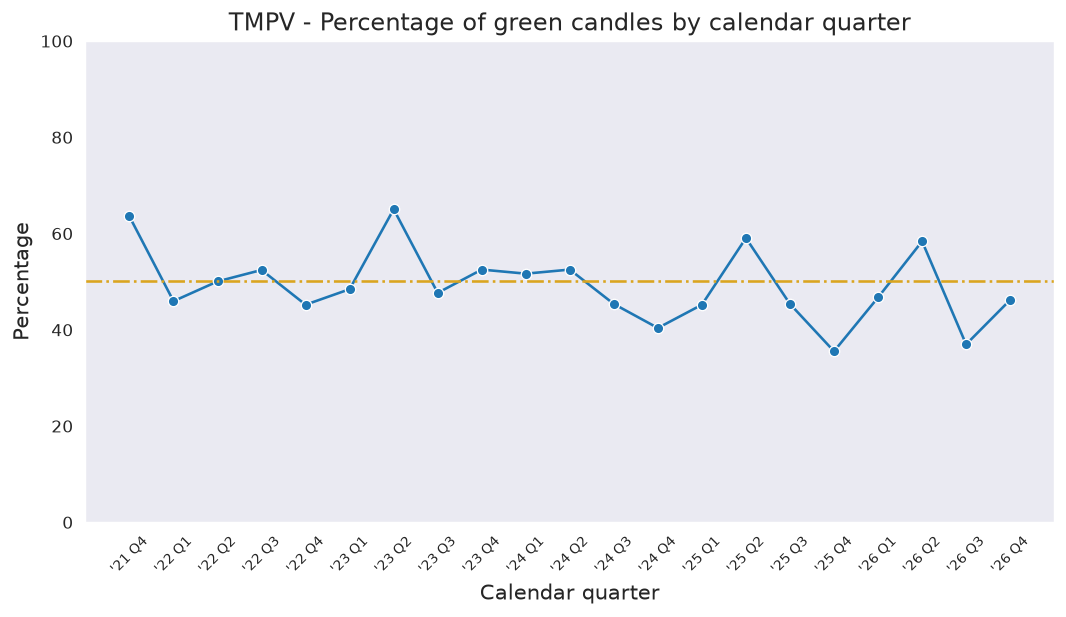 TMPV - Percentage of green candles by calendar quarter
100
80
60
40
20
0
Percentage
'21 Q4
'22 Q1
'22 Q2
'22 Q3
'22 Q4
'23 Q1
'23 Q2
'23 Q3
'23 Q4
'24 Q1
'24 Q2
'24 Q3
'24 Q4
'25 Q1
'25 Q2
'25 Q3
'25 Q4
'26 Q1
'26 Q2
'26 Q3
'26 Q4
Calendar quarter